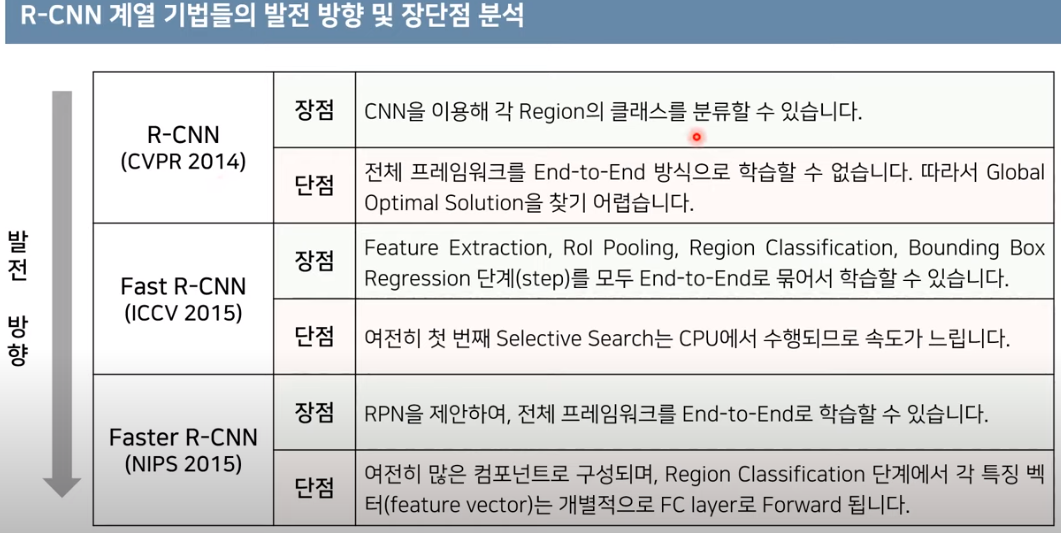 R-CNN 계열 기법들의 발전 방향 및 장단점 분석
발전 방향
R-CNN
(CVPR 2014)
장점
CNN을 이용해 각 Region의 클래스를 분류할 수 있습니다.
단점
전체 프레임워크를 End-to-End 방식으로 학습할 수 없습니다. 따라서 Global
Optimal Solution을 찾기 어렵습니다.
Fast R-CNN
(ICCV 2015)
장점
Feature Extraction, RoI Pooling, Region Classification, Bounding Box
Regression 단계(step)를 모두 End-to-End로 묶어서 학습할 수 있습니다.
단점
여전히 첫 번째 Selective Search는 CPU에서 수행되므로 속도가 느립니다.
Faster R-CNN
(NIPS 2015)
장점
RPN을 제안하여, 전체 프레임워크를 End-to-End로 학습할 수 있습니다.
단점
여전히 많은 컴포넌트로 구성되며, Region Classification 단계에서 각 특징 벡
터(feature vector)는 개별적으로 FC layer로 Forward 됩니다.